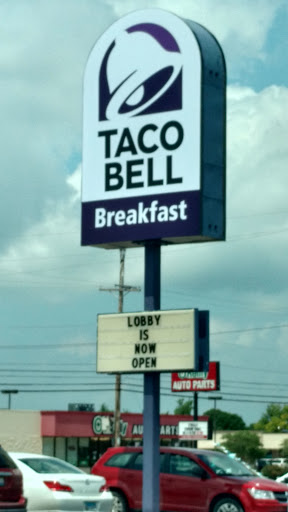 TACO
BELL
Breakfast
LOBBY
IS
NOW
OPEN
AUTO PARTS